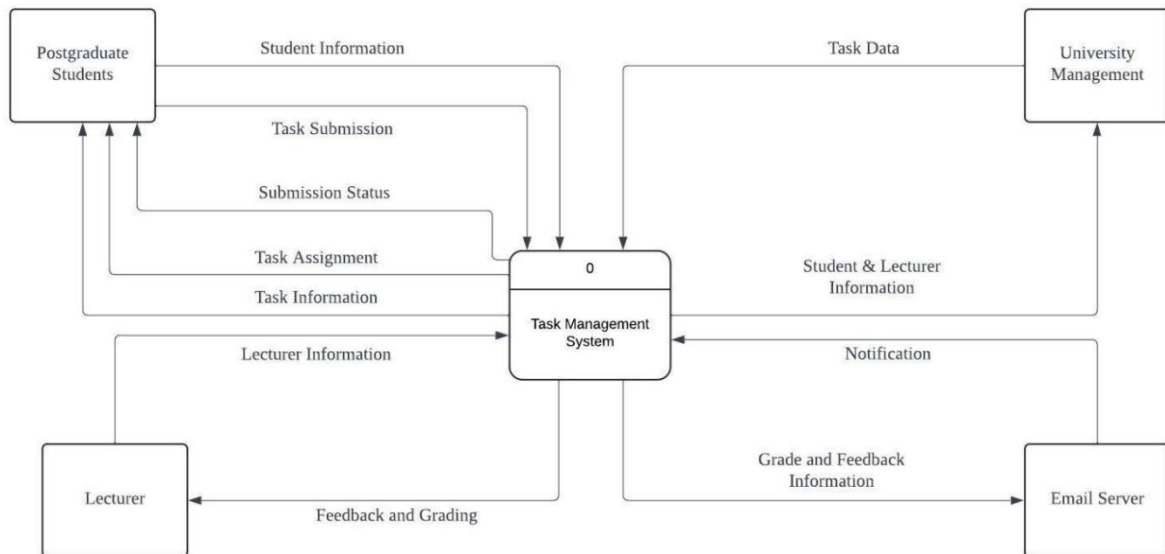 Postgraduate
Students
Student Information
Task Data
University
Management
Task Submission
Submission Status
Task Assignment
Task Information
0
Task Management
System
Student & Lecturer
Information
Lecturer Information
Notification
Lecturer
Feedback and Grading
Grade and Feedback
Information
Email Server